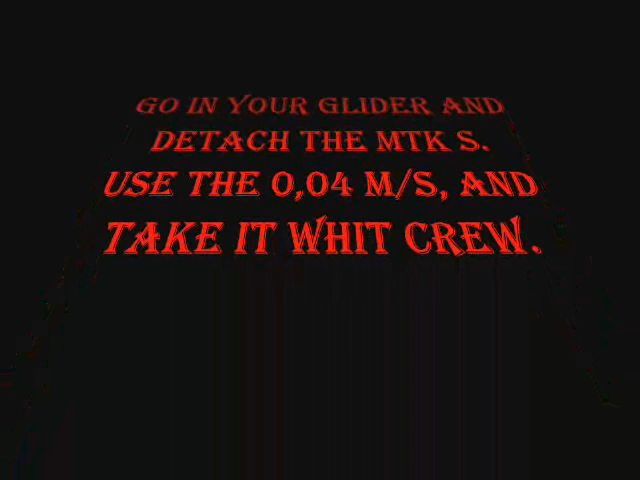 GO IN YOUR GLIDER AND
DETACH THE MTK S.
USE THE 0,04 M/S, AND
TAKE IT WHIT CREW.